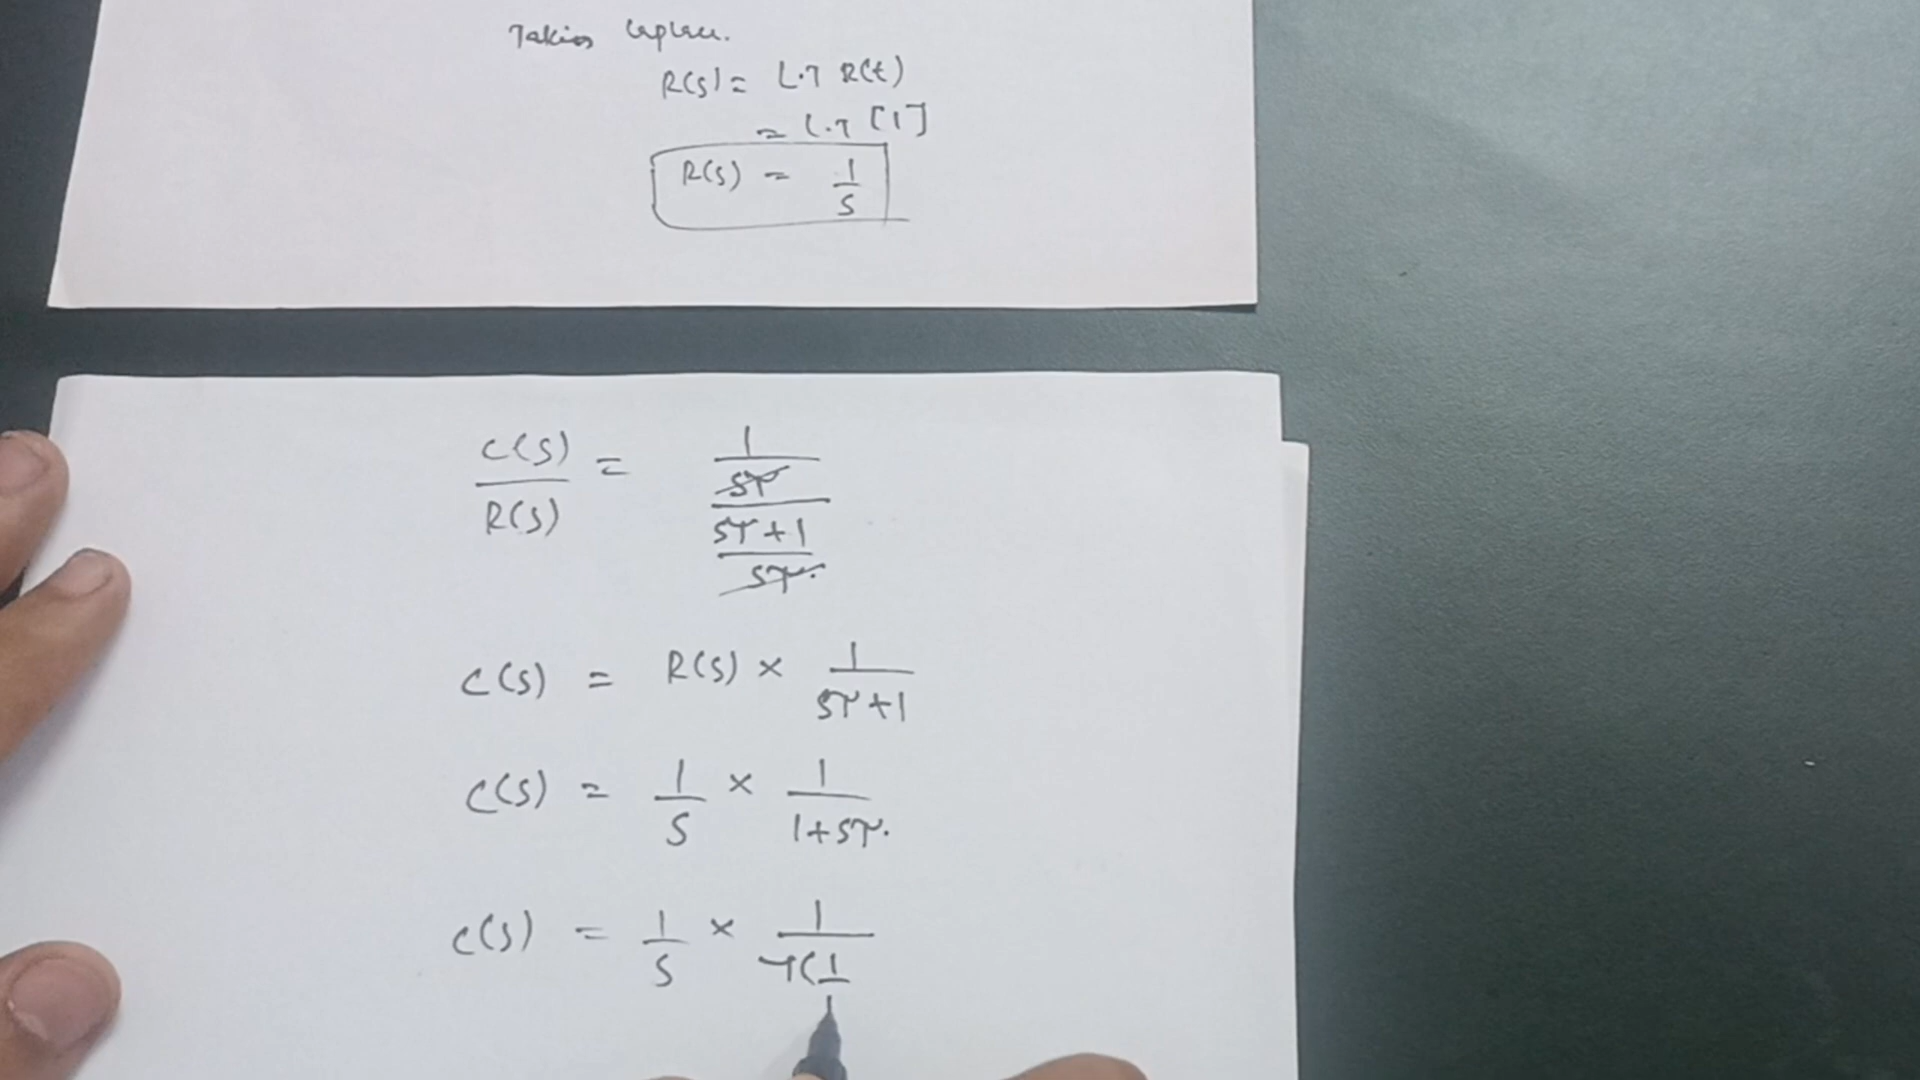 Taking Laplace.
R(s) = L.T R(t)
= L.T [1]
R(s) = 1/s
C(s)/R(s) = (1/sτ)/((sτ+1)/sτ)
C(s) = R(s) × 1/(sτ+1)
C(s) = 1/s × 1/(1+sτ).
C(s) = 1/s × 1/(τ(1